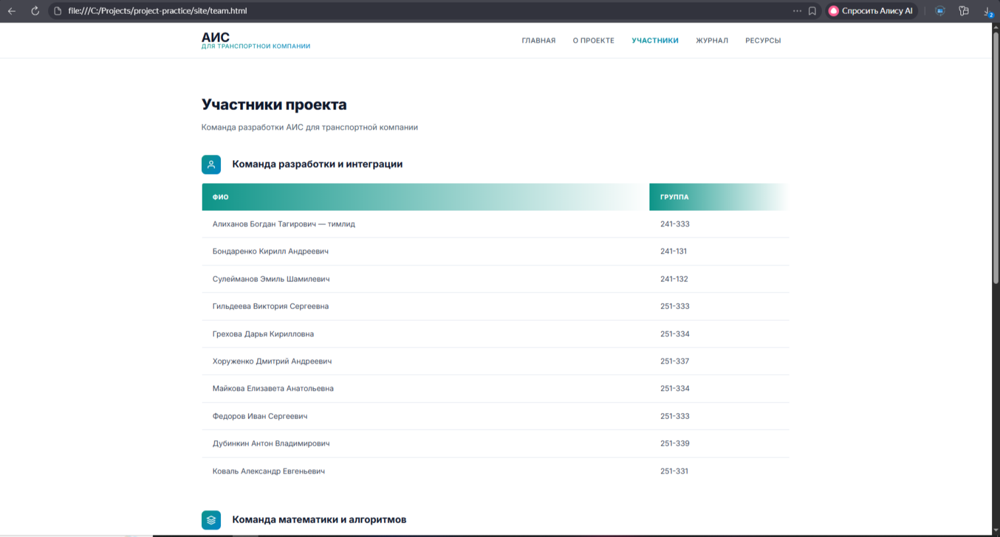 file:///C:/Projects/project-practice/site/team.html
Спросить Алису AI
2
АИС
ДЛЯ ТРАНСПОРТНОЙ КОМПАНИИ
ГЛАВНАЯ
О ПРОЕКТЕ
УЧАСТНИКИ
ЖУРНАЛ
РЕСУРСЫ
Участники проекта
Команда разработки АИС для транспортной компании
Команда разработки и интеграции
ФИО ГРУППА
Алиханов Богдан Тагирович — тимлид 241-333
Бондаренко Кирилл Андреевич 241-131
Сулейманов Эмиль Шамилевич 241-132
Гильдеева Виктория Сергеевна 251-333
Грехова Дарья Кирилловна 251-334
Хоруженко Дмитрий Андреевич 251-337
Майкова Елизавета Анатольевна 251-334
Федоров Иван Сергеевич 251-333
Дубинкин Антон Владимирович 251-339
Коваль Александр Евгеньевич 251-331
Команда математики и алгоритмов